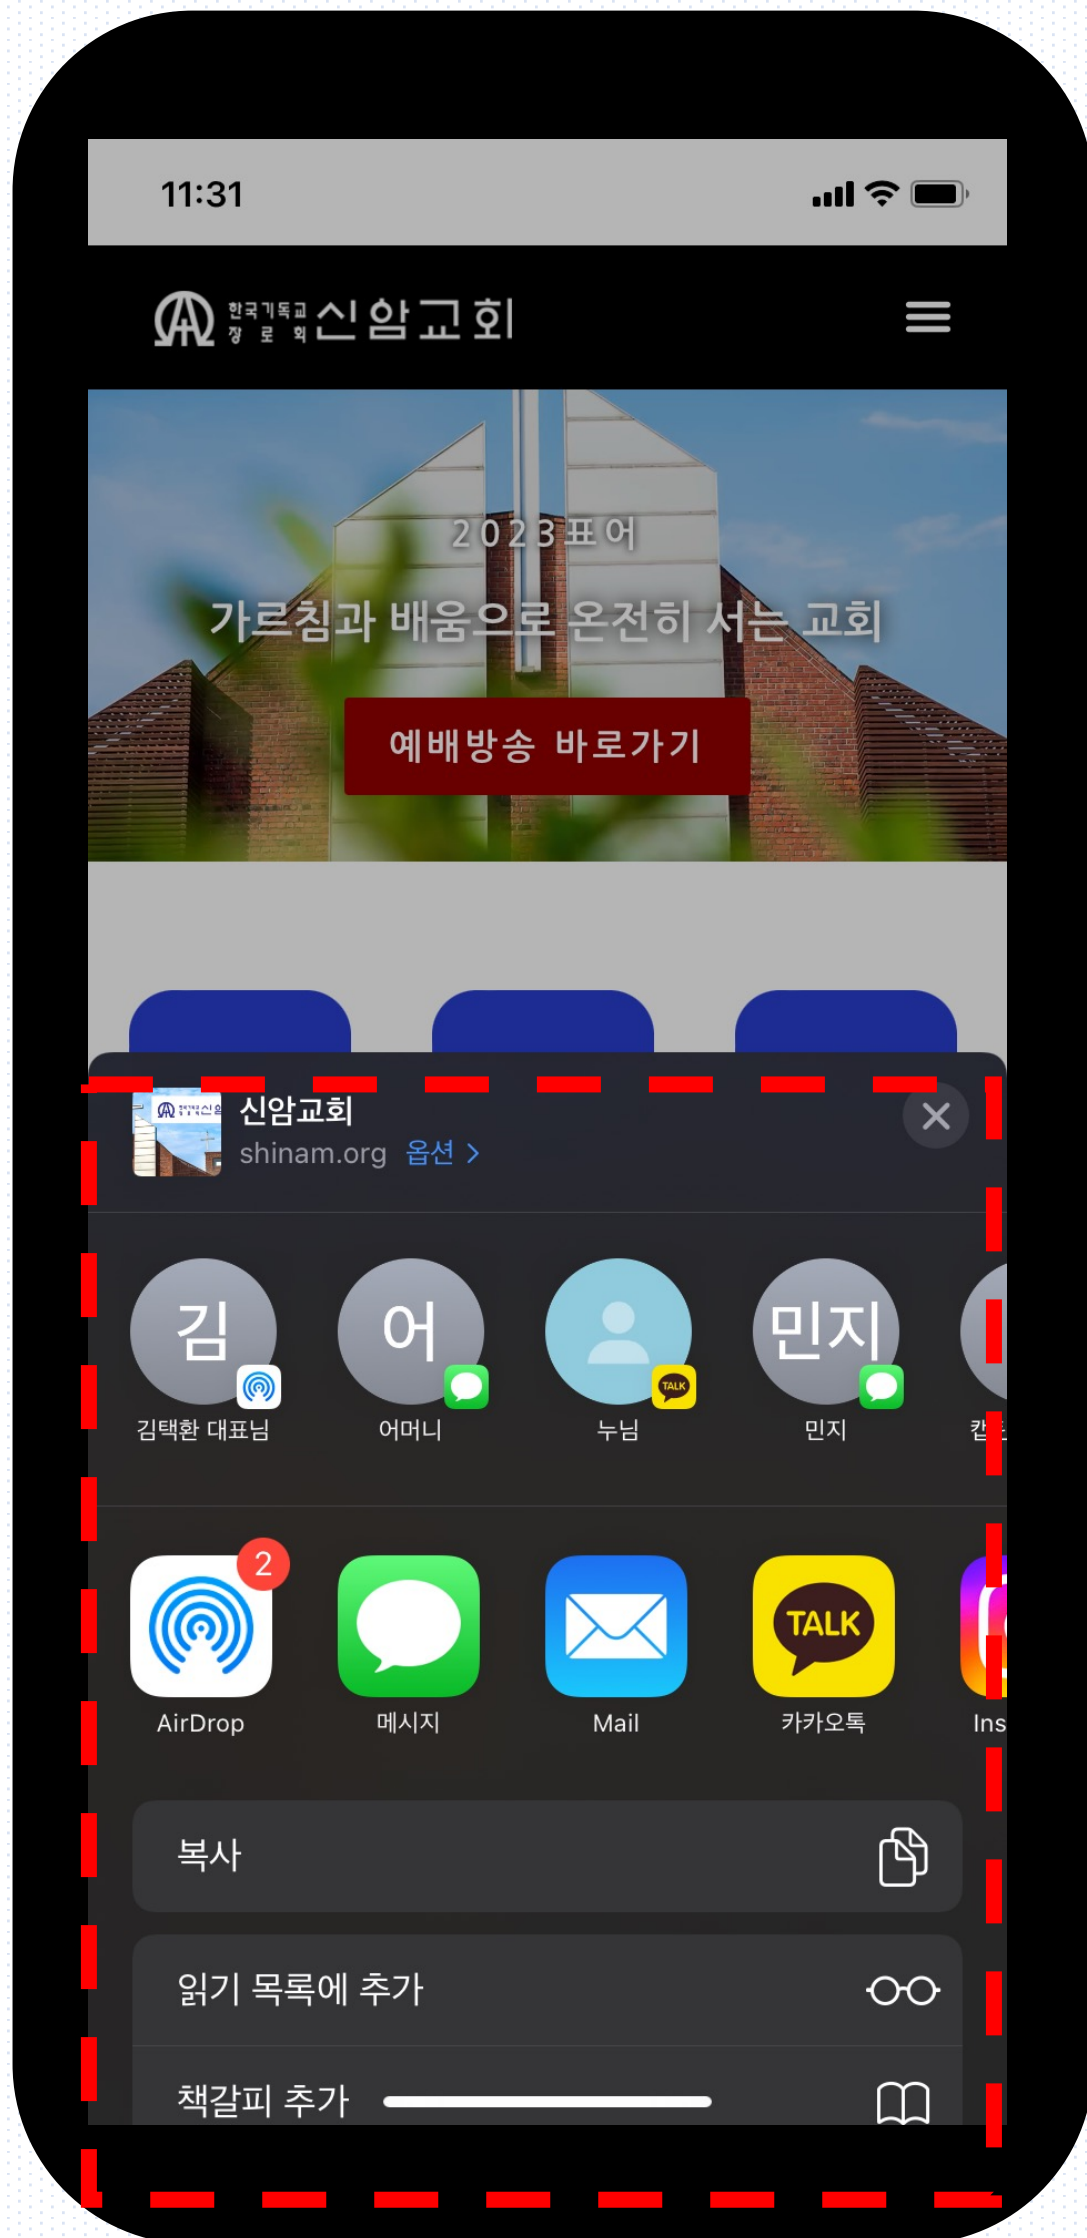 11:31
한국기독교
장로회
신암교회
2023표어
가르침과 배움으로 온전히 서는 교회
예배방송 바로가기
신암교회
shinam.org 옵션 >
김 어 민지
TALK
김택환 대표님 어머니 누님 민지
2
TALK
AirDrop 메시지 Mail 카카오톡 Ins
복사
읽기 목록에 추가
책갈피 추가